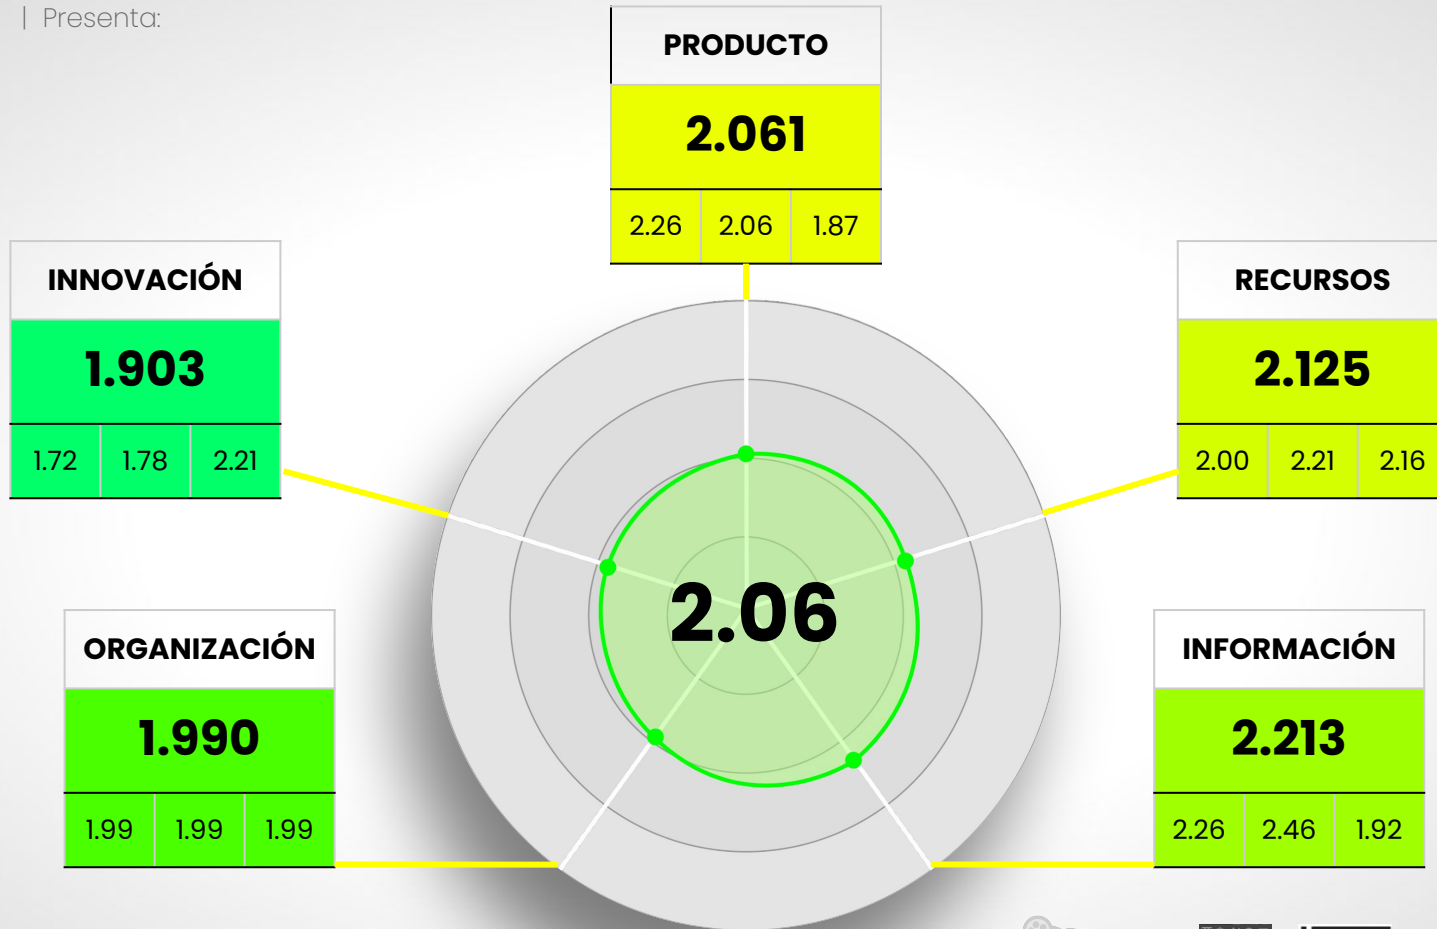 | Presenta:
PRODUCTO
2.061
2.26 2.06 1.87
INNOVACIÓN
1.903
1.72 1.78 2.21
RECURSOS
2.125
2.00 2.21 2.16
2.06
ORGANIZACIÓN
1.990
1.99 1.99 1.99
INFORMACIÓN
2.213
2.26 2.46 1.92